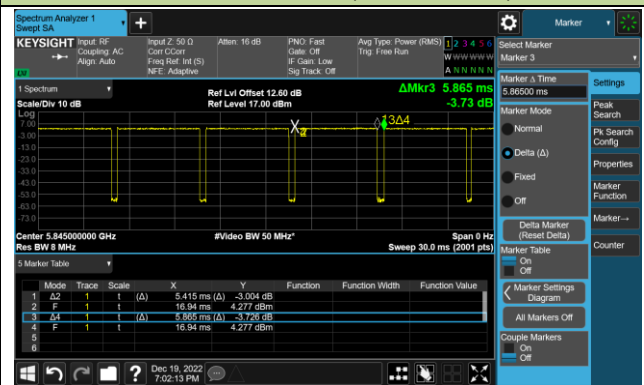 Spectrum Analyzer 1
Swept SA
+
Marker
KEYSIGHT
Input: RF
Coupling: AC
Align: Auto
Input Z: 50 Ω
Corr CCorr
Freq Ref: Int (S)
NFE: Adaptive
Atten: 16 dB
PNO: Fast
Gate: Off
IF Gain: Low
Sig Track: Off
Avg Type: Power (RMS)
Trig: Free Run
1 2 3 4 5 6
W W W W W W
A N N N N N
Select Marker
Marker 3
LXI
1 Spectrum
Scale/Div 10 dB
Ref Lvl Offset 12.60 dB
Ref Level 17.00 dBm
ΔMkr3 5.865 ms
-3.73 dB
Log
7.00
-3.00
-13.0
-23.0
-33.0
-43.0
-53.0
-63.0
-73.0
X2
13Δ4
Center 5.845000000 GHz
Res BW 8 MHz
#Video BW 50 MHz*
Span 0 Hz
Sweep 30.0 ms (2001 pts)
5 Marker Table
Mode Trace Scale X Y Function Function Width Function Value
1 Δ2 1 t (Δ) 5.415 ms (Δ) -3.004 dB
2 F 1 t 16.94 ms 4.277 dBm
3 Δ4 1 t (Δ) 5.865 ms (Δ) -3.726 dB
4 F 1 t 16.94 ms 4.277 dBm
5
6
Marker Δ Time
5.86500 ms
Marker Mode
Normal
Delta (Δ)
Fixed
Off
Delta Marker
(Reset Delta)
Marker Table
On
Off
Marker Settings
Diagram
All Markers Off
Couple Markers
On
Off
Settings
Peak
Search
Pk Search
Config
Properties
Marker
Function
Marker→
Counter
?
Dec 19, 2022
7:02:13 PM